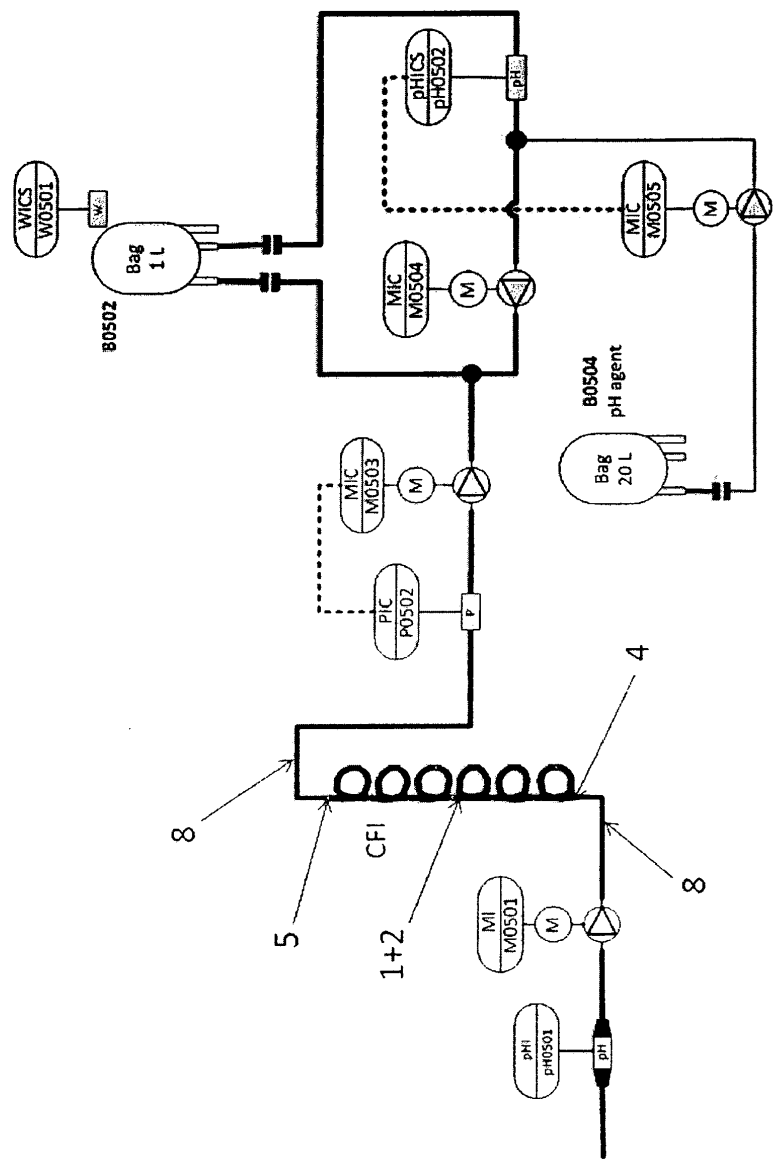 WICS
W0501
W
Bag
1 L
B0502
pHICS
pH0502
pH
MIC
M0504
M
MIC
M0505
M
MIC
M0503
M
B0504
pH agent
Bag
20 L
PIC
P0502
P
8
5
CFI
1+2
4
8
MI
M0501
M
pHI
pH0501
pH